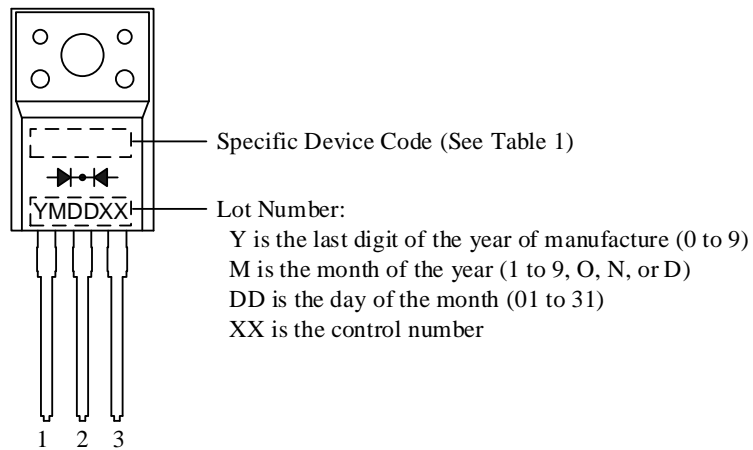 Specific Device Code (See Table 1)
YMDDXX
Lot Number:
Y is the last digit of the year of manufacture (0 to 9)
M is the month of the year (1 to 9, O, N, or D)
DD is the day of the month (01 to 31)
XX is the control number
1 2 3